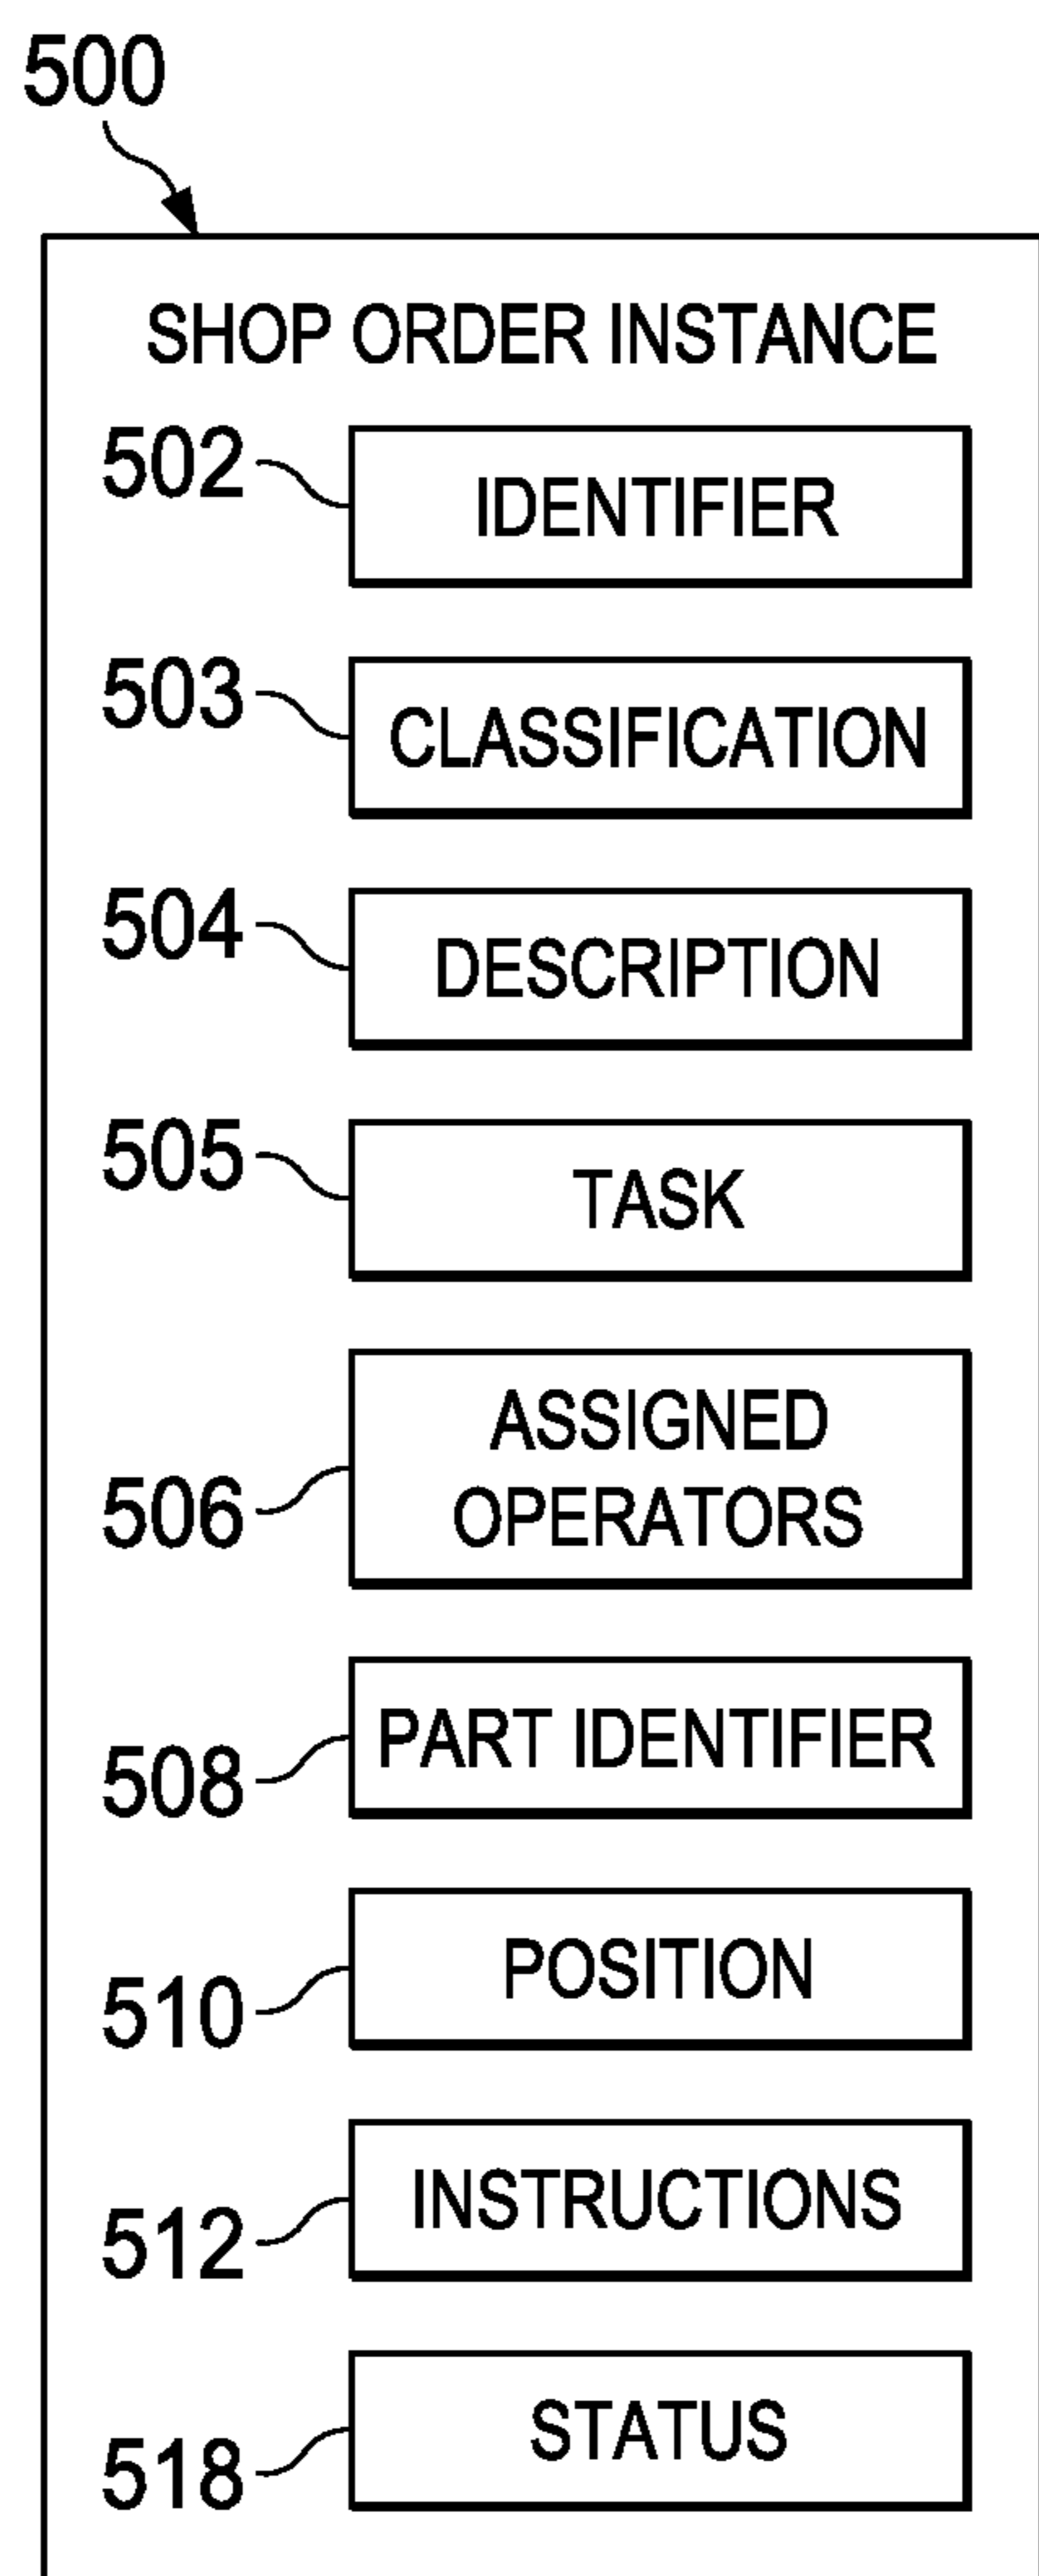 500
SHOP ORDER INSTANCE
502
IDENTIFIER
503
CLASSIFICATION
504
DESCRIPTION
505
TASK
506
ASSIGNED
OPERATORS
508
PART IDENTIFIER
510
POSITION
512
INSTRUCTIONS
518
STATUS